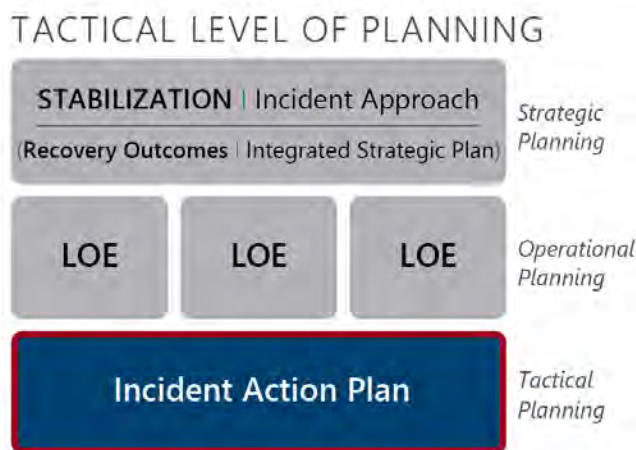 TACTICAL LEVEL OF PLANNING
STABILIZATION | Incident Approach
(Recovery Outcomes | Integrated Strategic Plan)
Strategic
Planning
LOE LOE LOE
Operational
Planning
Incident Action Plan
Tactical
Planning